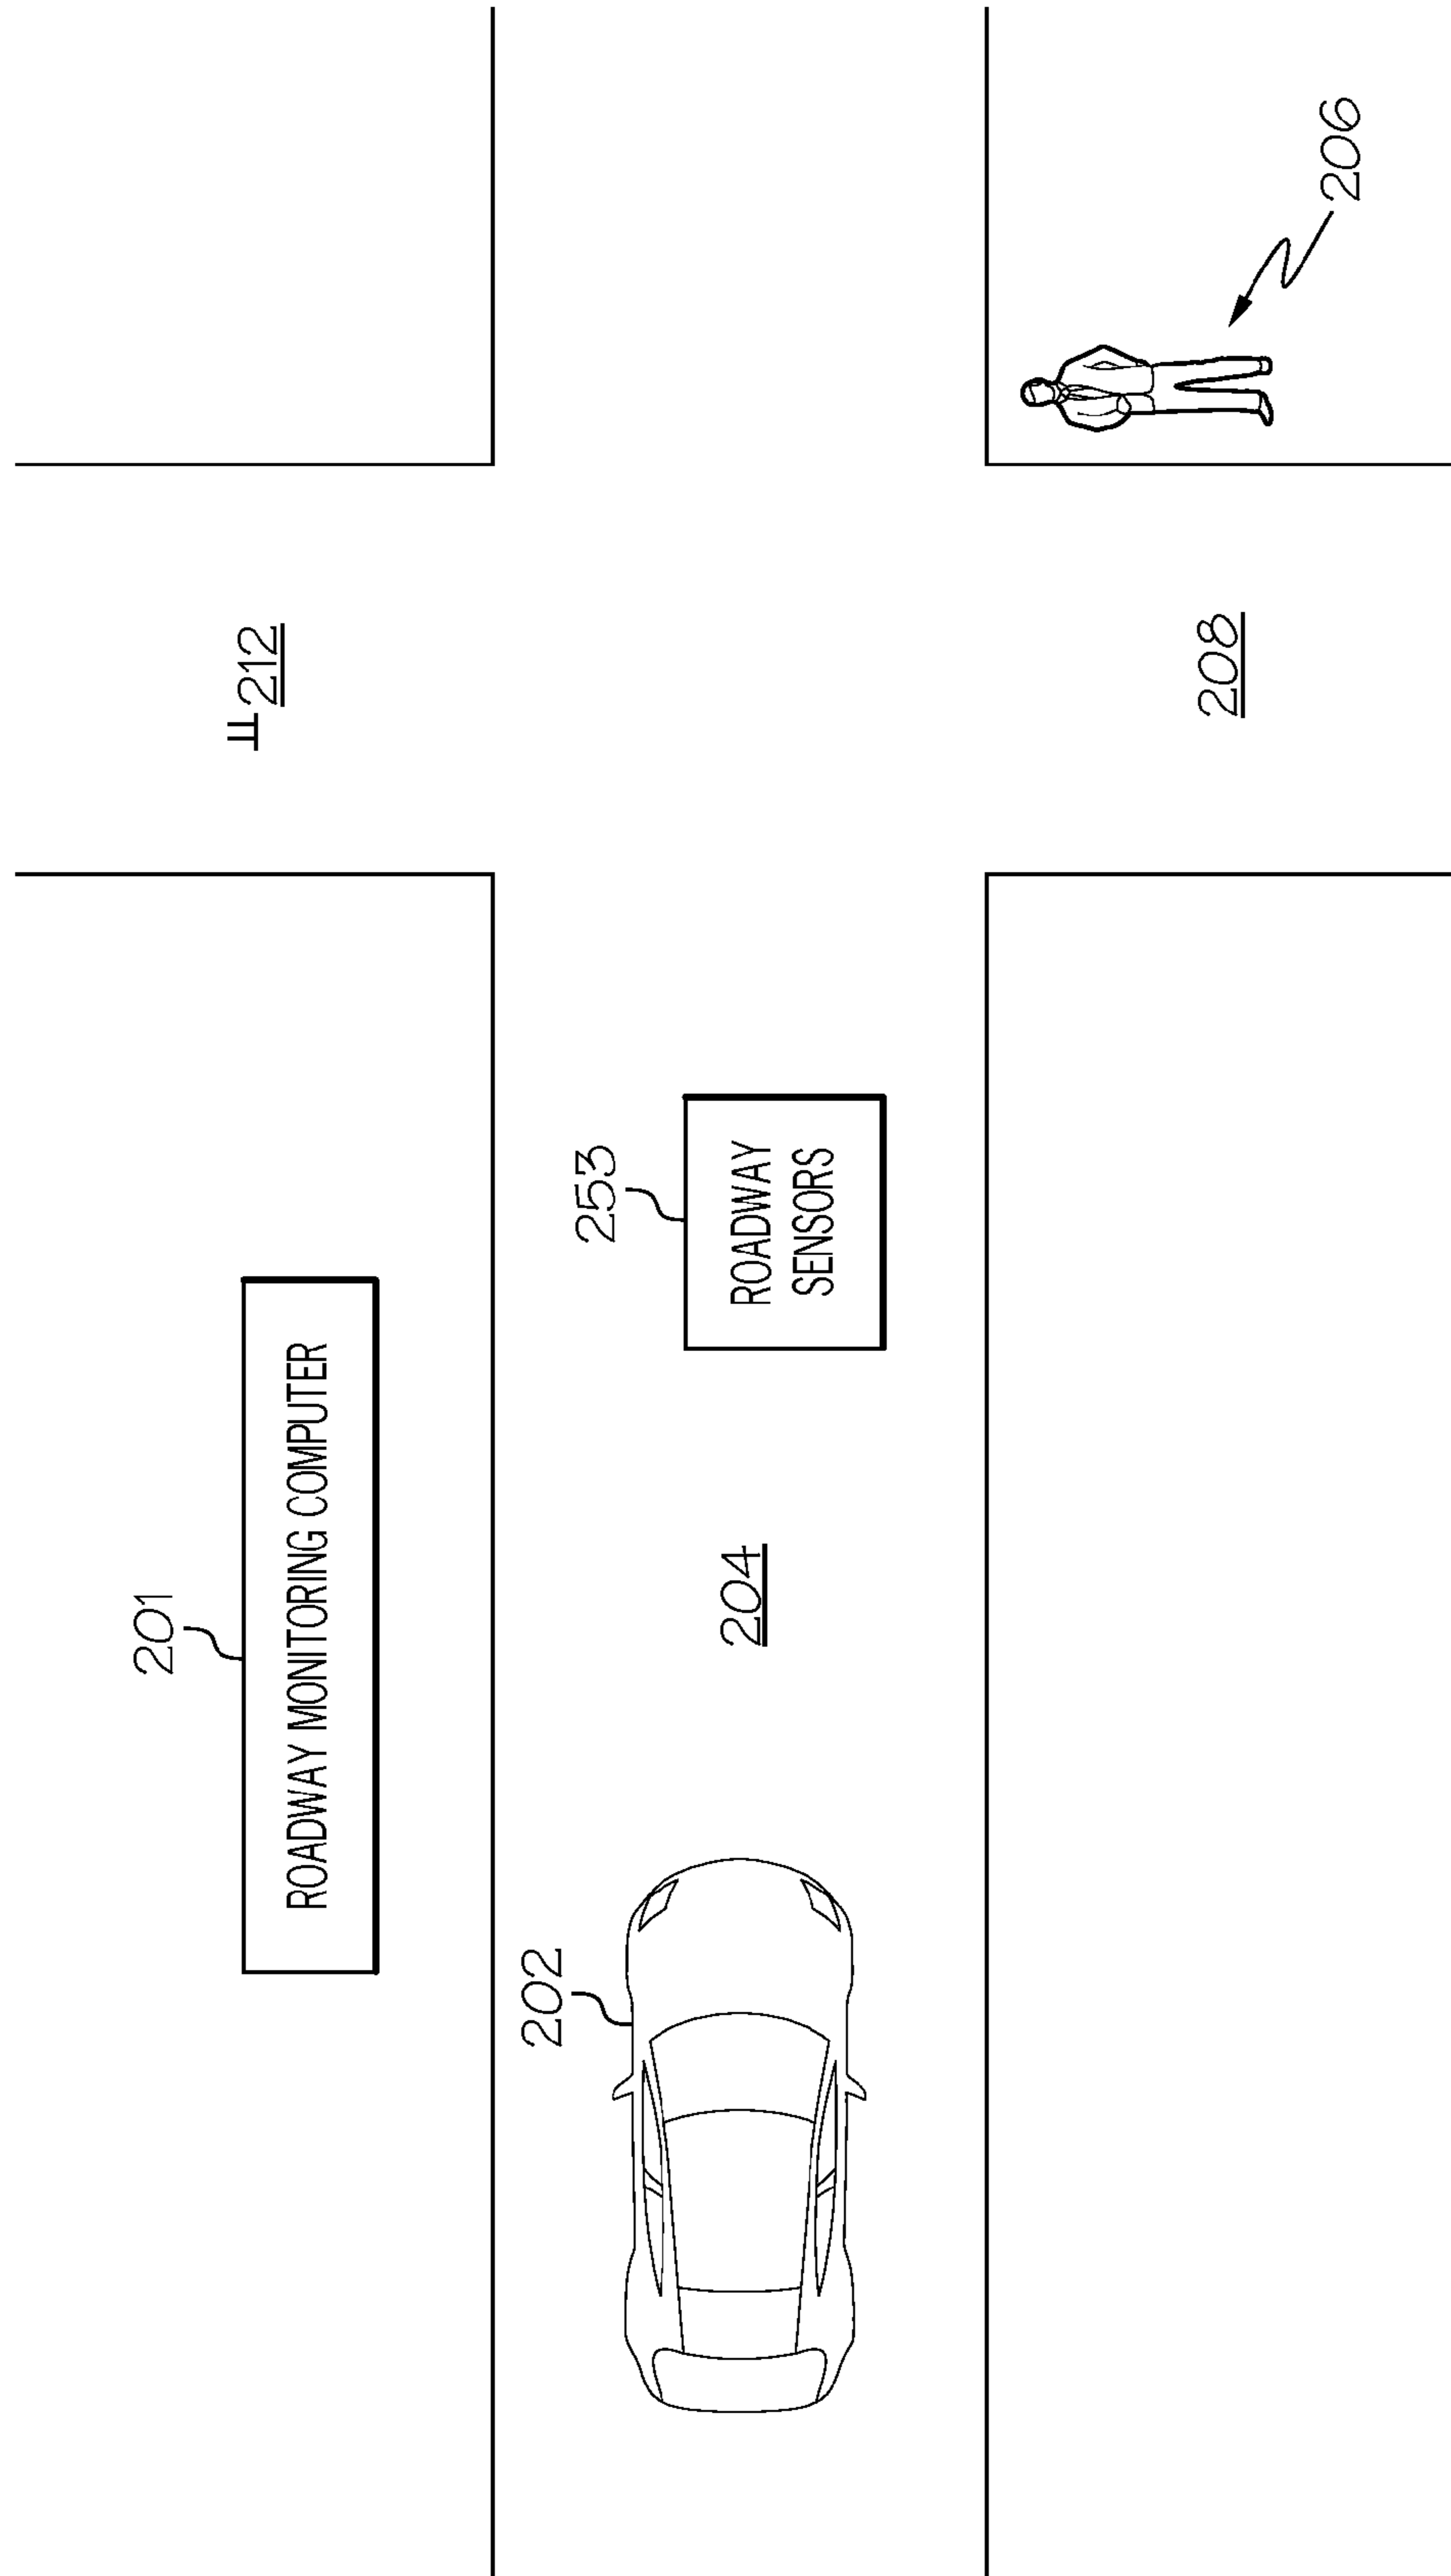 201
ROADWAY MONITORING COMPUTER
212
202
253
204
ROADWAY
SENSORS
208
206